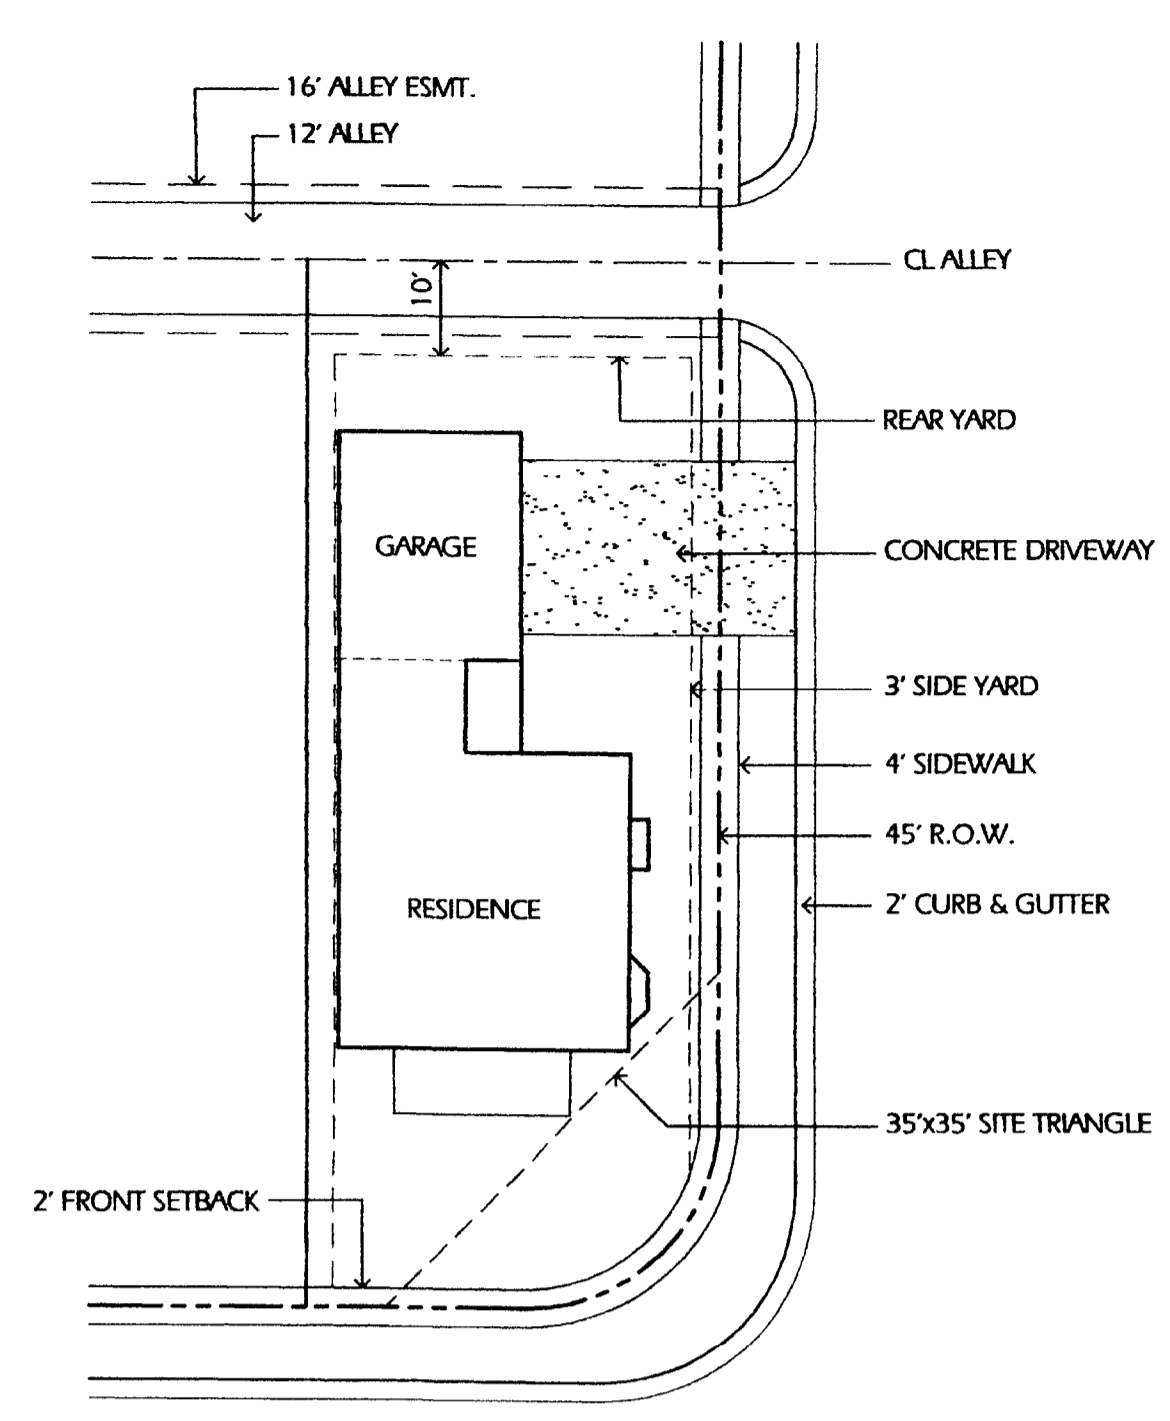 16' ALLEY ESMT.
12' ALLEY
CL ALLEY
10'
REAR YARD
GARAGE
CONCRETE DRIVEWAY
3' SIDE YARD
4' SIDEWALK
45' R.O.W.
RESIDENCE
2' CURB & GUTTER
35'x35' SITE TRIANGLE
2' FRONT SETBACK